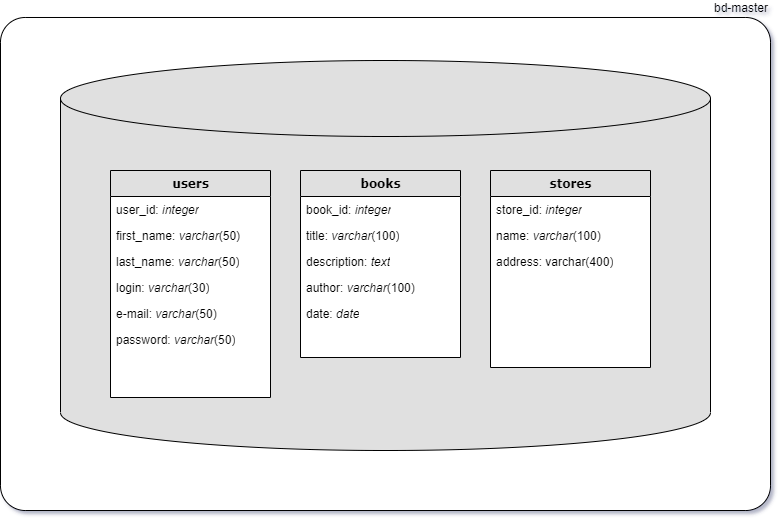 bd-master
users
user_id: integer
first_name: varchar(50)
last_name: varchar(50)
login: varchar(30)
e-mail: varchar(50)
password: varchar(50)
books
book_id: integer
title: varchar(100)
description: text
author: varchar(100)
date: date
stores
store_id: integer
name: varchar(100)
address: varchar(400)